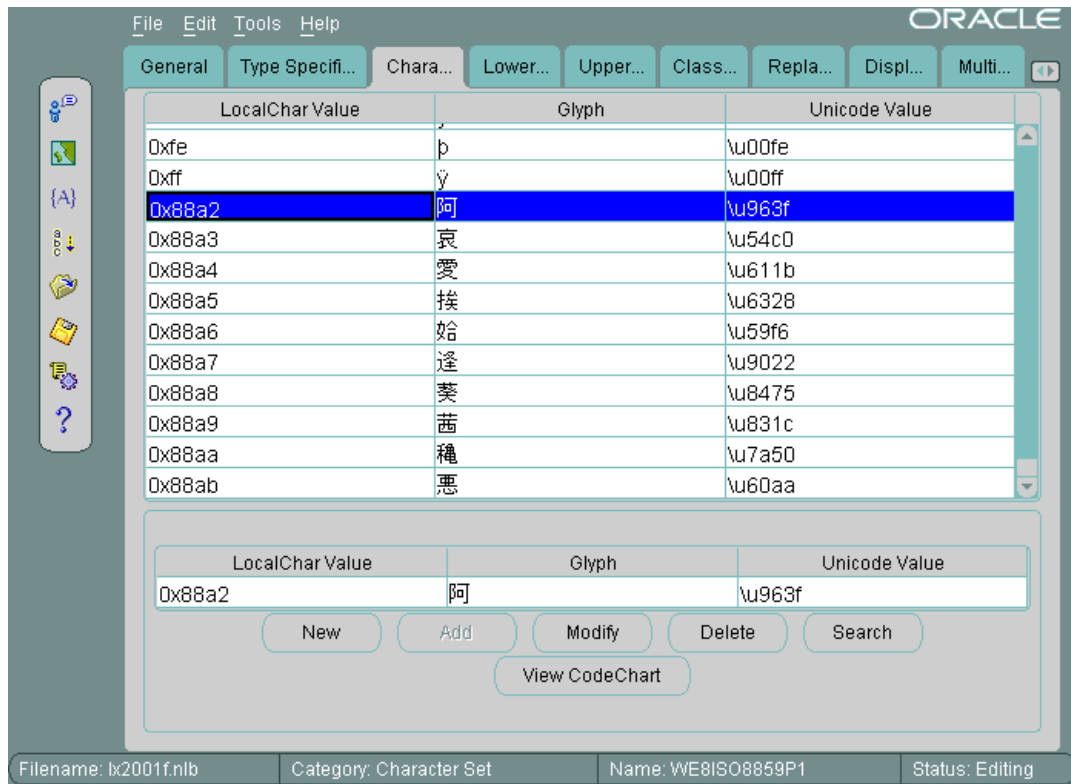 File Edit Tools Help ORACLE
General Type Specifi... Chara... Lower... Upper... Class... Repla... Displ... Multi...
LocalChar Value Glyph Unicode Value
0xfe þ \u00fe
0xff ÿ \u00ff
0x88a2 阿 \u963f
0x88a3 哀 \u54c0
0x88a4 愛 \u611b
0x88a5 挨 \u6328
0x88a6 姶 \u59f6
0x88a7 逢 \u9022
0x88a8 葵 \u8475
0x88a9 茜 \u831c
0x88aa 穐 \u7a50
0x88ab 悪 \u60aa
LocalChar Value Glyph Unicode Value
0x88a2 阿 \u963f
New Add Modify Delete Search
View CodeChart
Filename: lx2001f.nlb Category: Character Set Name: WE8ISO8859P1 Status: Editing